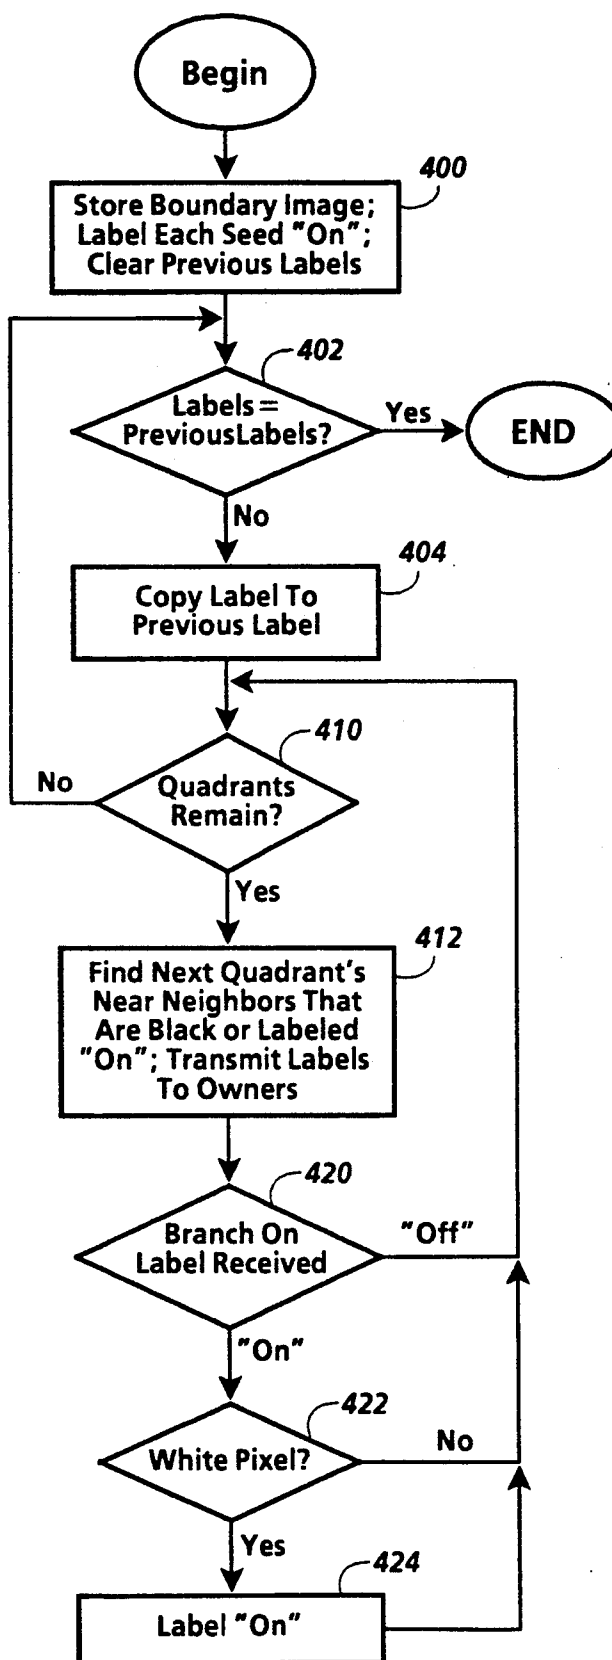 Begin
400
Store Boundary Image;
Label Each Seed "On";
Clear Previous Labels
402
Labels =
PreviousLabels?
Yes
END
No
404
Copy Label To
Previous Label
410
No
Quadrants
Remain?
Yes
412
Find Next Quadrant's
Near Neighbors That
Are Black or Labeled
"On"; Transmit Labels
To Owners
420
Branch On
Label Received
"Off"
"On"
422
White Pixel?
No
Yes
424
Label "On"